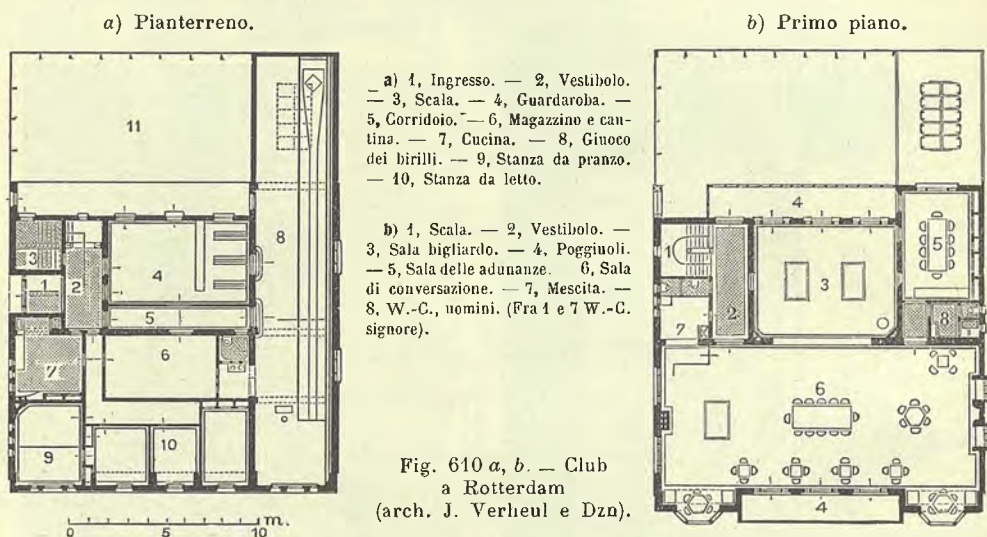 a) Pianterreno.
b) Primo piano.
a) 1, Ingresso. — 2, Vestibolo.
— 3, Scala. — 4, Guardaroba. —
5, Corridoio. — 6, Magazzino e can-
tina. — 7, Cucina. — 8, Giuoco
dei birilli. — 9, Stanza da pranzo.
— 10, Stanza da letto.
b) 1, Scala. — 2, Vestibolo. —
3, Sala bigliardo. — 4, Poggiuoli.
— 5, Sala delle adunanze. 6, Sala
di conversazione. — 7, Mescita. —
8, W.-C., uomini. (Fra 1 e 7 W.-C.
signore).
Fig. 610 a, b. — Club
a Rotterdam
(arch. J. Verheul e Dzn).
11
3
1
2
4
5
8
7
6
9
10
0 5 10 m.
4
1
2
3
5
7
8
6
4